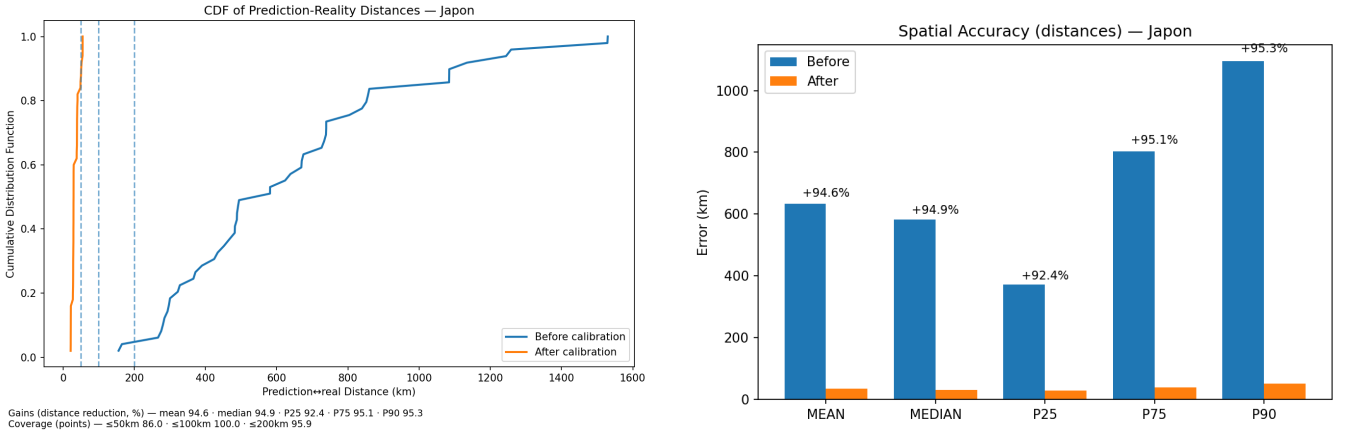 CDF of Prediction-Reality Distances — Japon
1.0
0.8
0.6
0.4
0.2
0.0
Cumulative Distribution Function
0 200 400 600 800 1000 1200 1400 1600
Prediction↔real Distance (km)
Before calibration
After calibration
Gains (distance reduction, %) — mean 94.6 · median 94.9 · P25 92.4 · P75 95.1 · P90 95.3
Coverage (points) — ≤50km 86.0 · ≤100km 100.0 · ≤200km 95.9
Spatial Accuracy (distances) — Japon
Before
After
+94.6%
+94.9%
+92.4%
+95.1%
+95.3%
1000
800
600
400
200
0
Error (km)
MEAN MEDIAN P25 P75 P90